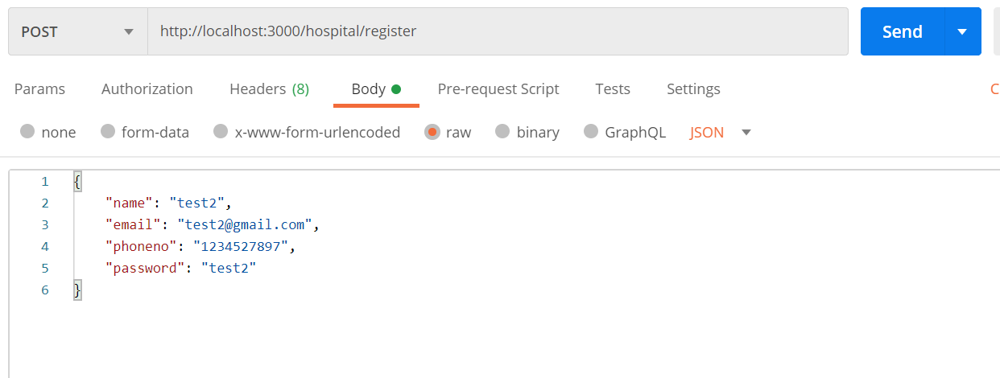 POST http://localhost:3000/hospital/register Send
Params Authorization Headers (8) Body Pre-request Script Tests Settings C
none form-data x-www-form-urlencoded raw binary GraphQL JSON
1 {
2 "name": "test2",
3 "email": "test2@gmail.com",
4 "phoneno": "1234527897",
5 "password": "test2"
6 }